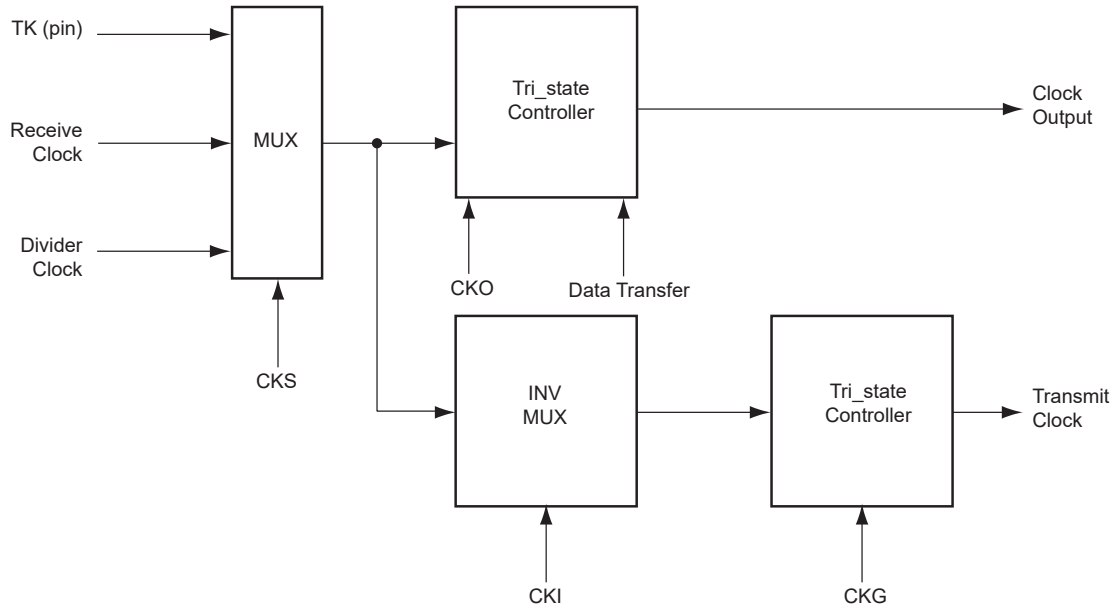 TK (pin)
Receive
Clock
Divider
Clock
MUX
CKS
Tri_state
Controller
CKO
Data Transfer
Clock
Output
INV
MUX
CKI
Tri_state
Controller
CKG
Transmit
Clock